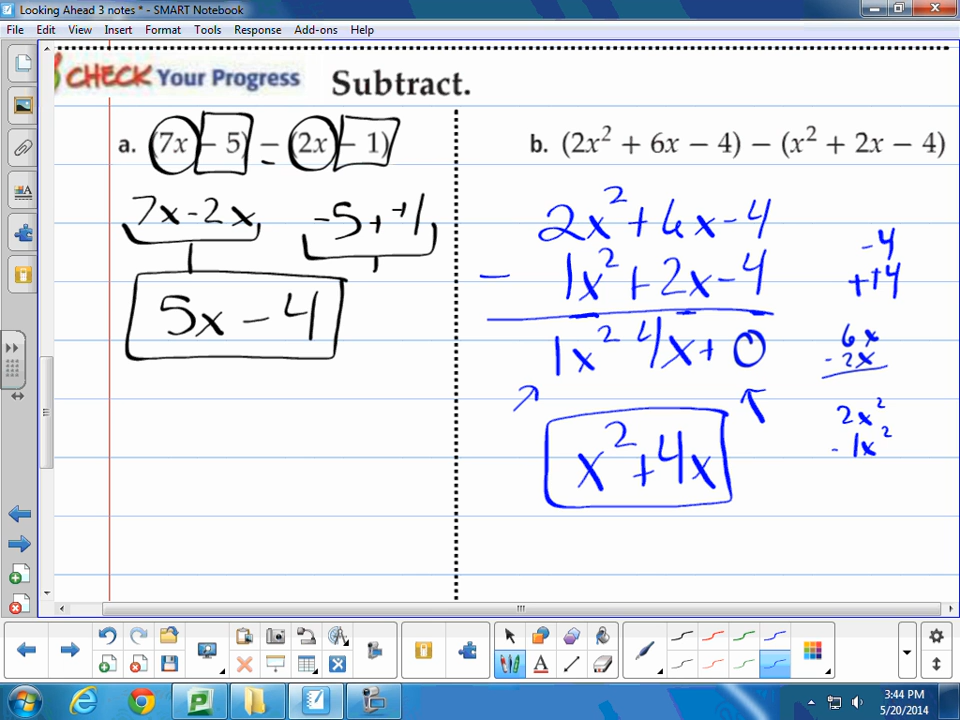 Looking Ahead 3 notes * - SMART Notebook
File Edit View Insert Format Tools Response Add-ons Help
CHECK Your Progress Subtract.
a. (7x − 5) − (2x − 1)
7x - 2x -5 + +1
5x - 4
b. (2x² + 6x − 4) − (x² + 2x − 4)
2x² + 6x - 4
- 1x² + 2x - 4
1x² 4x + 0
x² + 4x
-4
+ +4
6x
- 2x
2x²
- 1x²
3:44 PM
5/20/2014